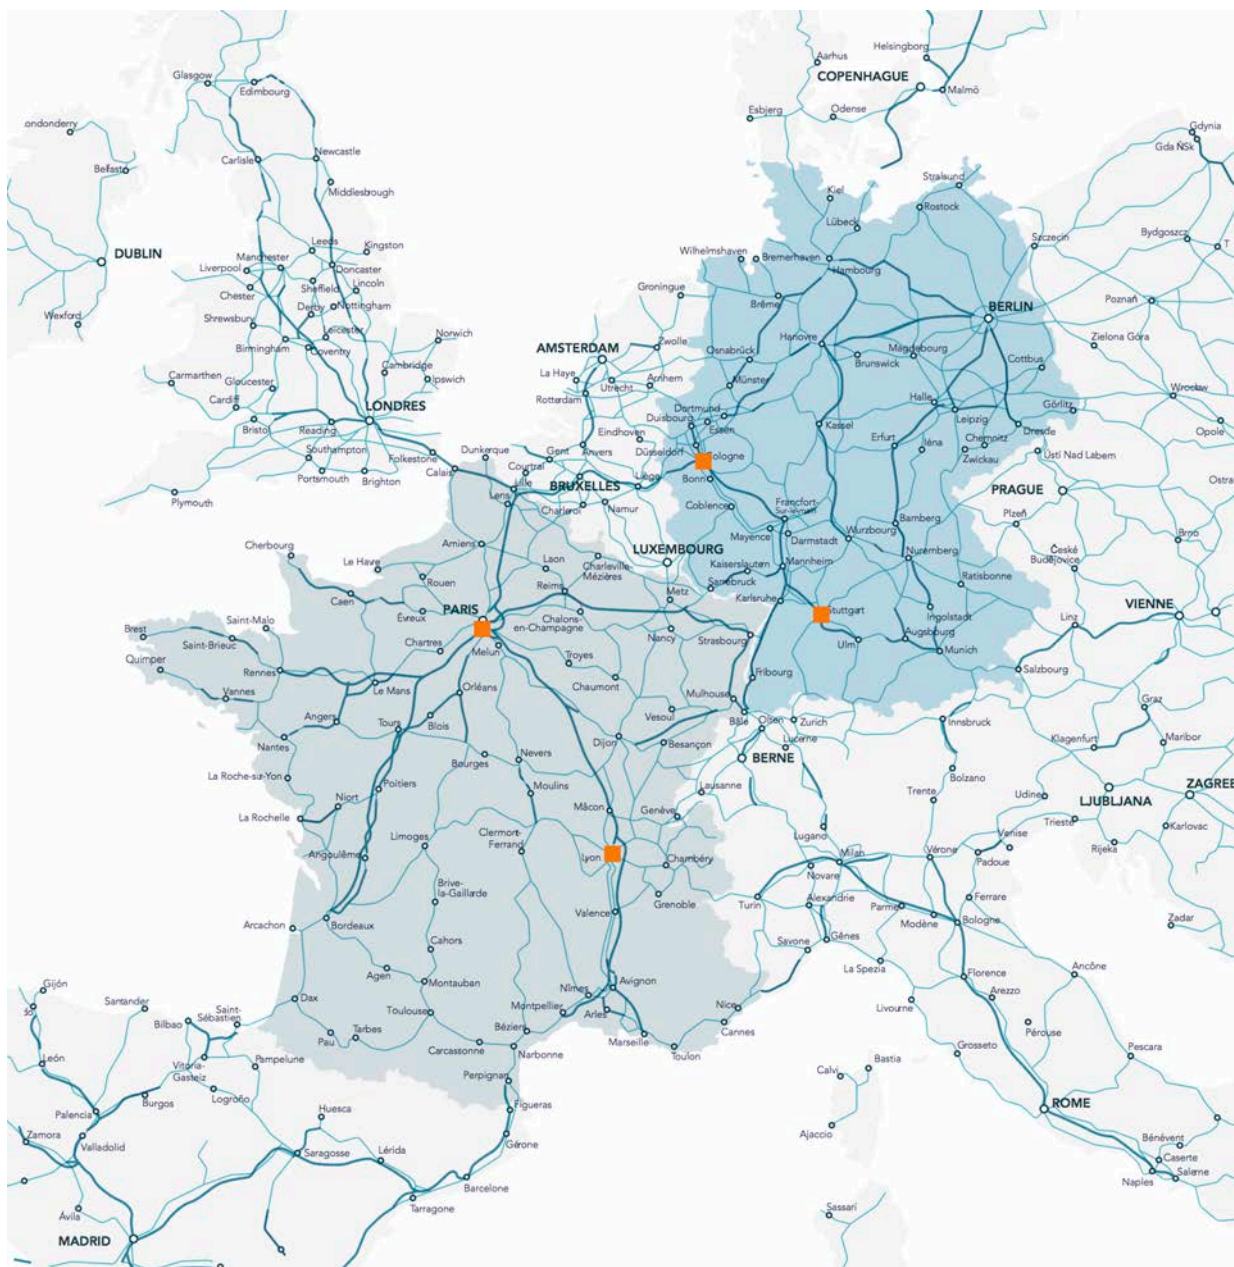 Glasgow
Edimbourg
Londonderry
Belfast
Carlisle
Newcastle
Middlesbrough
DUBLIN
Wexford
Leeds
Kingston
Manchester
Doncaster
Liverpool
Lincoln
Chester
Sheffield
Nottingham
Derby
Shrewsbury
Leicester
Norwich
Birmingham
Coventry
Cambridge
Ipswich
Carmarthen
Gloucester
Cardiff
LONDRES
Bristol
Reading
Southampton
Folkestone
Portsmouth
Brighton
Plymouth
Calais
Aarhus
Helsingborg
COPENHAGUE
Malmö
Esbjerg
Odense
Gdynia
Gda ŃSk
Kiel
Stralsund
Rostock
Lübeck
Szczecin
Bydgoszcz
T
Wilhelmshaven
Bremerhaven
Hambourg
Groningue
Brême
BERLIN
Poznań
Zwolle
AMSTERDAM
Osnabrück
Hanovre
Brunswick
Magdebourg
Zielona Góra
Cottbus
La Haye
Utrecht
Arnhem
Münster
Rotterdam
Dortmund
Duisbourg
Essen
Halle
Leipzig
Görlitz
Wrocław
Opole
Kassel
Dresde
Eindhoven
Düsseldorf
Erfurt
Iéna
Chemnitz
Zwickau
Ústí Nad Labem
Dunkerque
Gent
Anvers
Courtral
Cologne
Lille
BRUXELLES
Liège
Bonn
PRAGUE
Ostra
Lens
Charleroi
Namur
Coblence
Francfort-
Sur-le-Main
Plzeń
Bamberg
Mayence
Darmstadt
Wurzbourg
Brno
Cherbourg
Amiens
LUXEMBOURG
Le Have
Laon
Charleville-
Mézières
Kaiserslautern
Mannheim
Nuremberg
České
Budějovice
Rouen
Reims
Sarrebruck
Ratisbonne
Caen
Metz
Karlsruhe
PARIS
Évreux
Chalons-
en-Champagne
Stuttgart
Ingolstadt
VIENNE
Linz
Saint-Malo
Brest
Saint-Brieuc
Chartres
Melun
Nancy
Strasbourg
Augsbourg
Ulm
Munich
Quimper
Rennes
Troyes
Salzbourg
Le Mans
Orléans
Chaumont
Fribourg
Vannes
Mulhouse
Graz
Angers
Tours
Blois
Vesoul
Bâle
Olsen
Zurich
Innsbruck
Nantes
Dijon
Besançon
Lucerne
Klagenfurt
Maribor
Bourges
Nevers
BERNE
Bolzano
La Roche-su-Yon
Poitiers
Moulins
Lausanne
Trente
Udine
LJUBLJANA
ZAGREB
Niort
Mâcon
Genève
La Rochelle
Lugano
Trieste
Karlovac
Limoges
Clermont-
Ferrand
Venise
Milan
Vérone
Padoue
Rijeka
Angoulême
Lyon
Chambéry
Novare
Brive-
la-Gaillarde
Turin
Alexandrie
Parme
Ferrare
Grenoble
Valence
Modène
Bologne
Zadar
Arcachon
Bordeaux
Savone
Gênes
Cahors
La Spezia
Agen
Florence
Ancône
Gijón
Montauban
Nîmes
Avignon
Arezzo
Santander
Dax
Nice
Livourne
Saint-
Sébastien
Toulouse
Montpellier
Arles
Bilbao
Cannes
Pérouse
Pau
Tarbes
Béziers
Marseille
Toulon
Carcassonne
Narbonne
Grosseto
Pescara
León
Vitoria-
Gasteiz
Pampelune
Bastia
Perpignan
Calvi
Burgos
Logroño
Palencia
Huesca
Figueras
ROME
Ajaccio
Zamora
Valladolid
Saragosse
Lérida
Gérone
Bénévent
Caserte
Naples
Salerne
Barcelone
Tarragone
Ávila
Sassari
MADRID